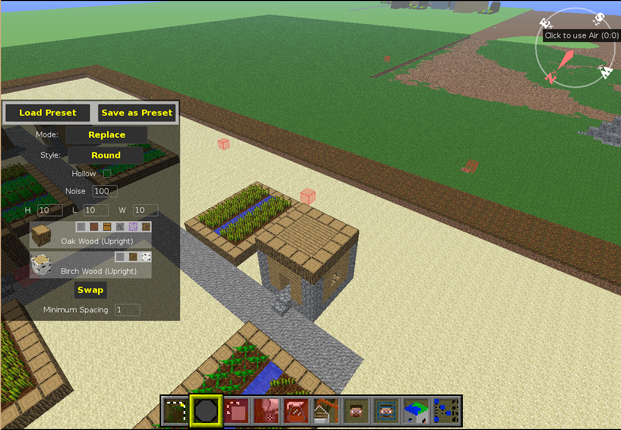 E
S
Click to use Air (0:0)
N
W
Load Preset Save as Preset
Mode: Replace
Style: Round
Hollow
Noise 100
H 10 L 10 W 10
Oak Wood (Upright)
Birch Wood (Upright)
Swap
Minimum Spacing 1